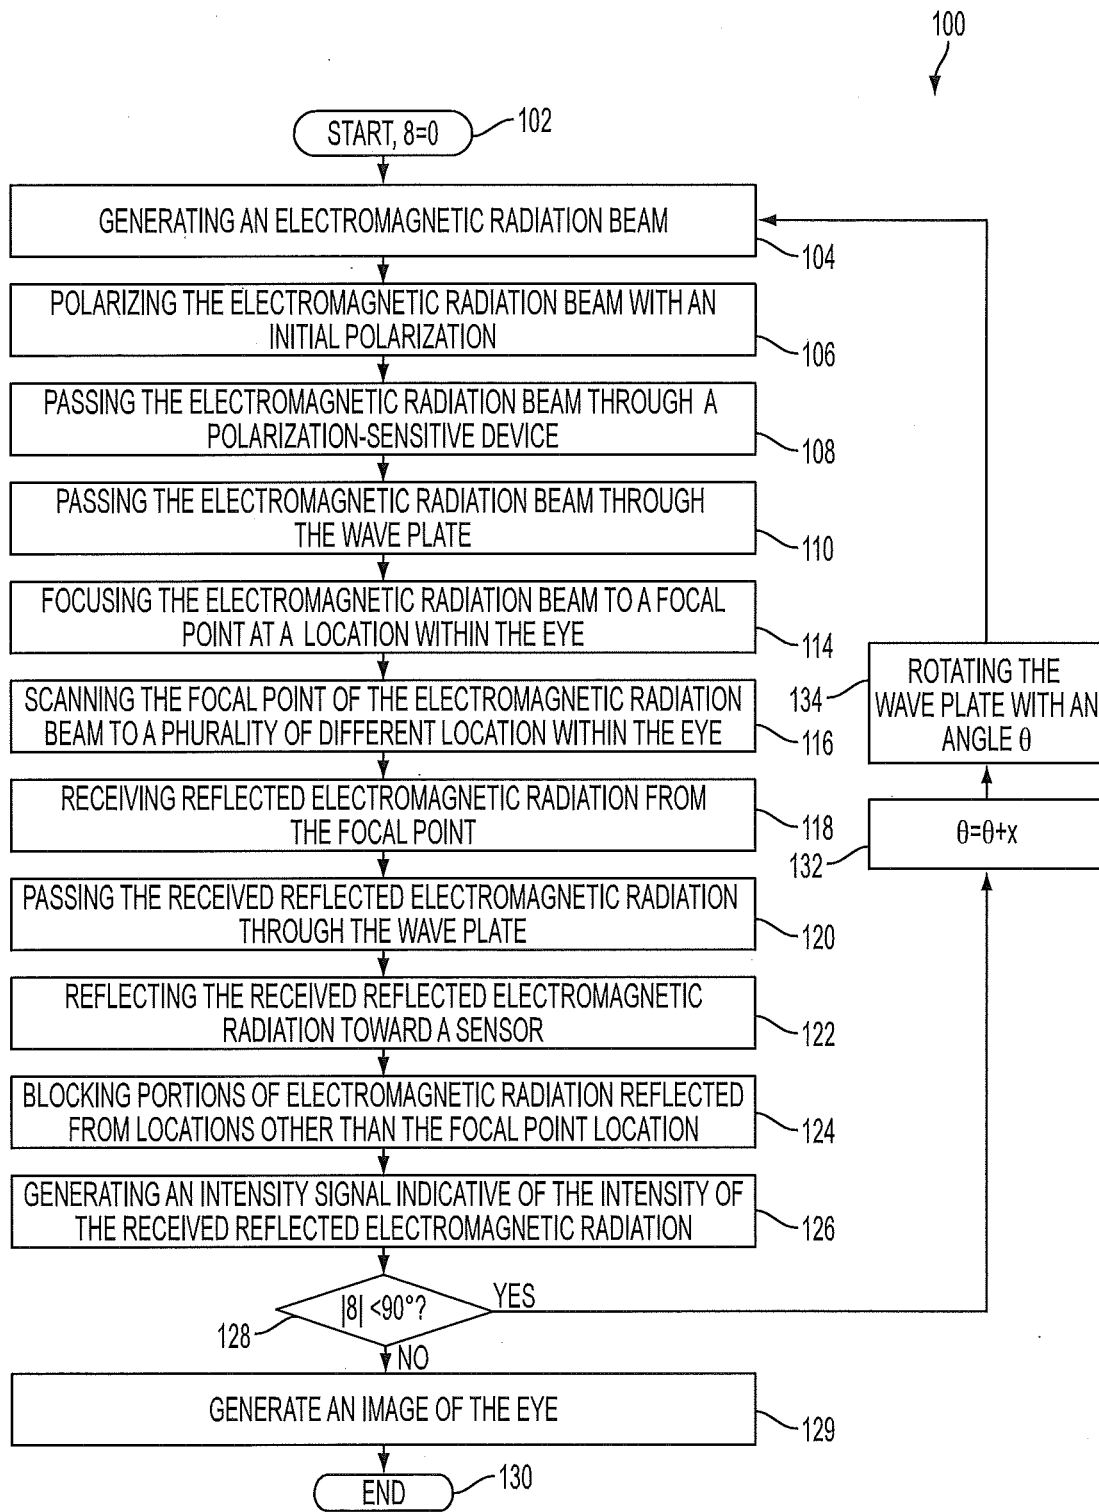 100
START, 8=0
102
GENERATING AN ELECTROMAGNETIC RADIATION BEAM
104
POLARIZING THE ELECTROMAGNETIC RADIATION BEAM WITH AN
INITIAL POLARIZATION
106
PASSING THE ELECTROMAGNETIC RADIATION BEAM THROUGH A
POLARIZATION-SENSITIVE DEVICE
108
PASSING THE ELECTROMAGNETIC RADIATION BEAM THROUGH
THE WAVE PLATE
110
FOCUSING THE ELECTROMAGNETIC RADIATION BEAM TO A FOCAL
POINT AT A LOCATION WITHIN THE EYE
114
SCANNING THE FOCAL POINT OF THE ELECTROMAGNETIC RADIATION
BEAM TO A PHURALITY OF DIFFERENT LOCATION WITHIN THE EYE
116
RECEIVING REFLECTED ELECTROMAGNETIC RADIATION FROM
THE FOCAL POINT
118
PASSING THE RECEIVED REFLECTED ELECTROMAGNETIC RADIATION
THROUGH THE WAVE PLATE
120
REFLECTING THE RECEIVED REFLECTED ELECTROMAGNETIC
RADIATION TOWARD A SENSOR
122
BLOCKING PORTIONS OF ELECTROMAGNETIC RADIATION REFLECTED
FROM LOCATIONS OTHER THAN THE FOCAL POINT LOCATION
124
GENERATING AN INTENSITY SIGNAL INDICATIVE OF THE INTENSITY OF
THE RECEIVED REFLECTED ELECTROMAGNETIC RADIATION
126
|8| <90°?
128
YES
NO
132
θ=θ+x
134
ROTATING THE
WAVE PLATE WITH AN
ANGLE θ
GENERATE AN IMAGE OF THE EYE
129
END
130